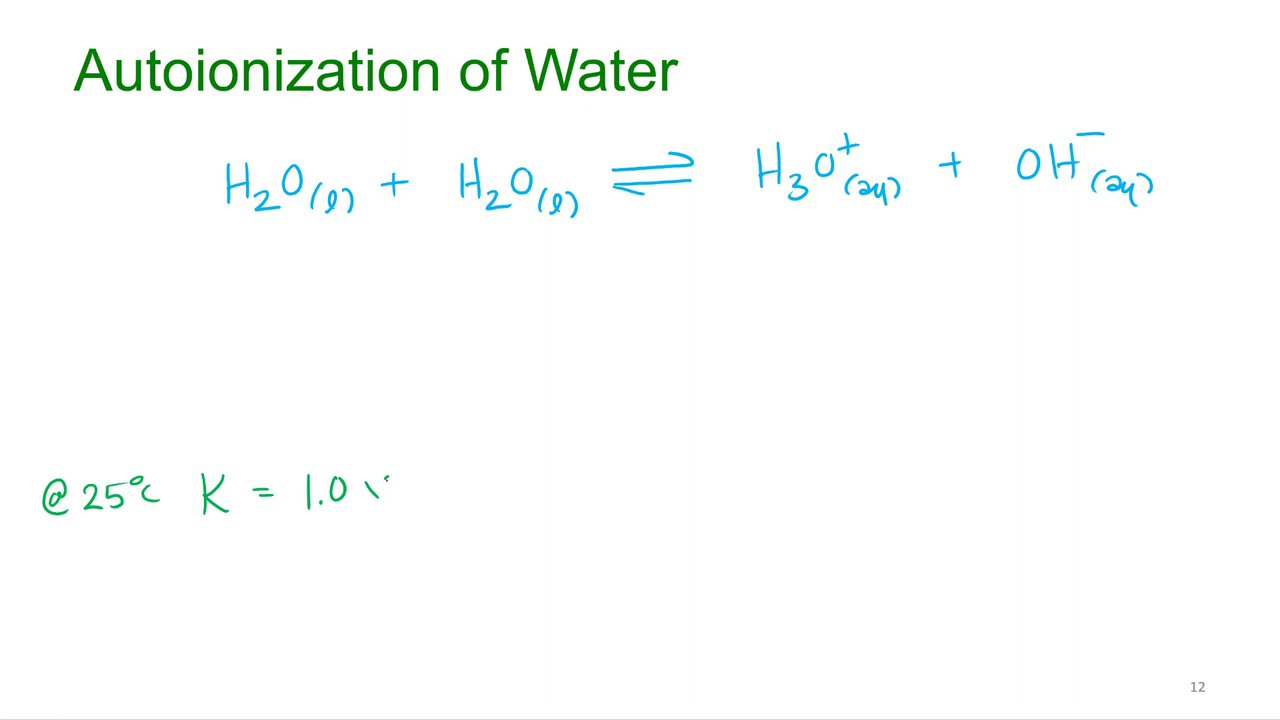 Autoionization of Water
H₂O(l) + H₂O(l) ⇌ H₃O⁺(aq) + OH⁻(aq)
@ 25°C K = 1.0 \
12